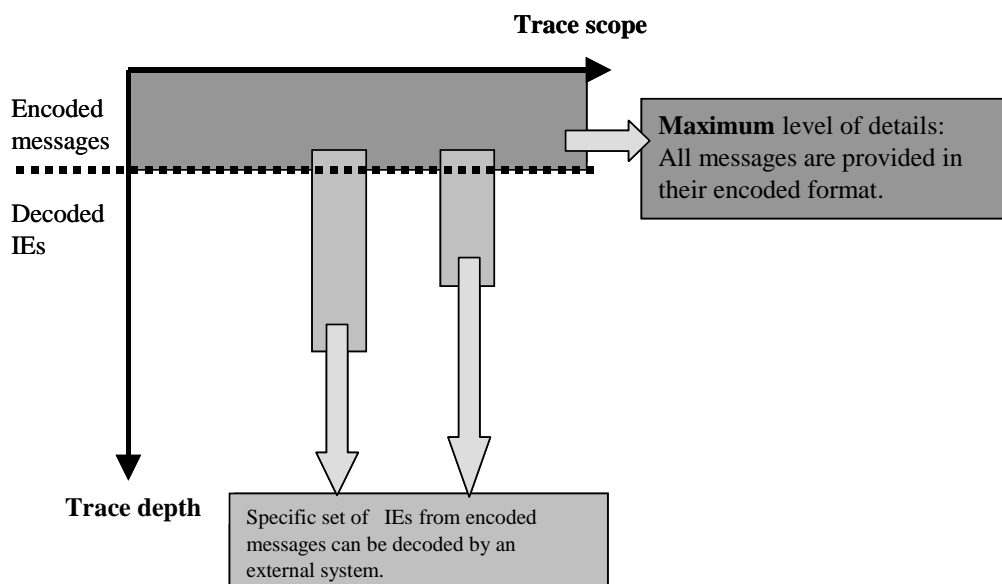 Trace scope
Encoded
messages
Maximum level of details:
All messages are provided in
their encoded format.
Decoded
IEs
Trace depth
Specific set of IEs from encoded
messages can be decoded by an
external system.